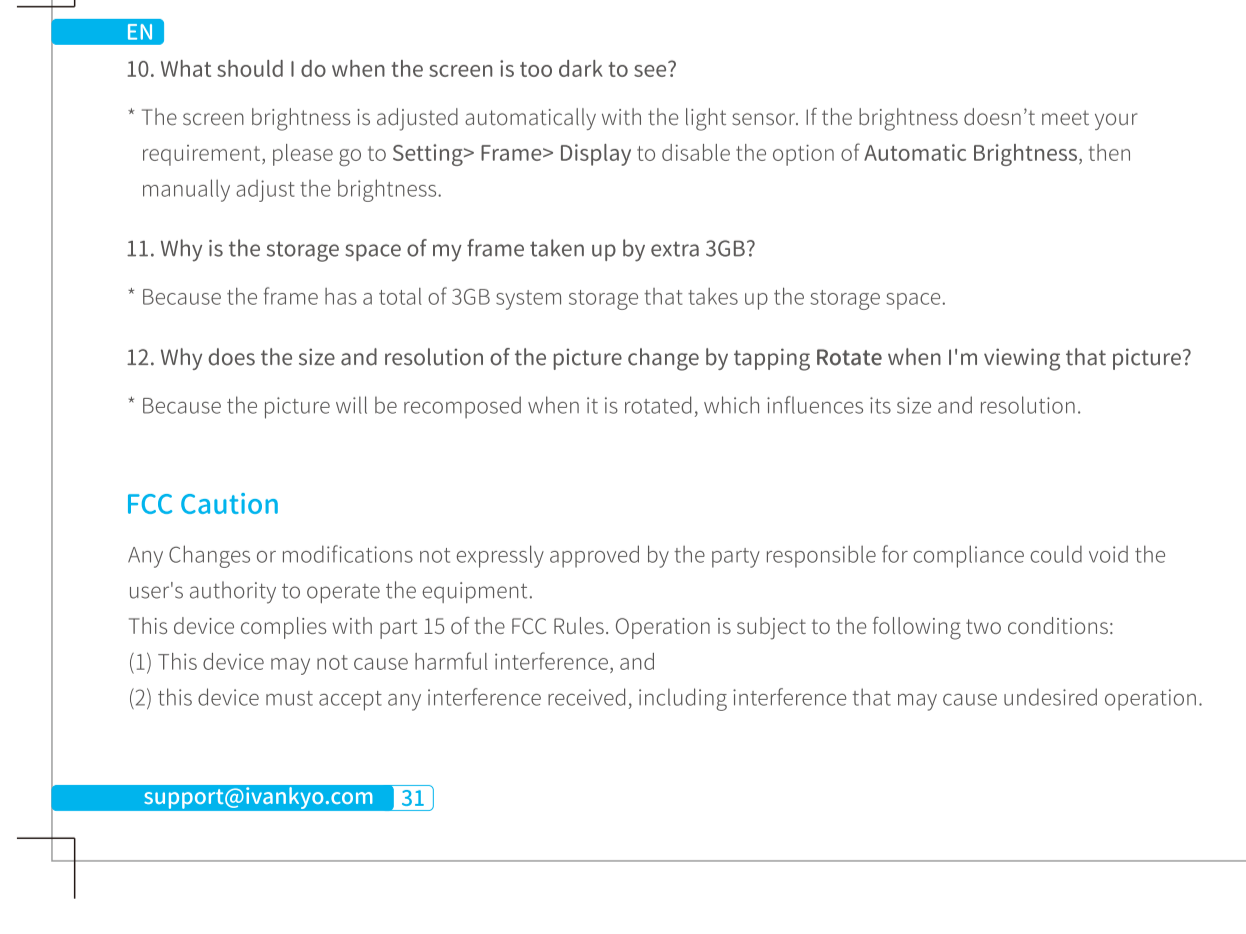 EN
10. What should I do when the screen is too dark to see?
* The screen brightness is adjusted automatically with the light sensor. If the brightness doesn’t meet your
requirement, please go to Setting> Frame> Display to disable the option of Automatic Brightness, then
manually adjust the brightness.
11. Why is the storage space of my frame taken up by extra 3GB?
* Because the frame has a total of 3GB system storage that takes up the storage space.
12. Why does the size and resolution of the picture change by tapping Rotate when I'm viewing that picture?
* Because the picture will be recomposed when it is rotated, which influences its size and resolution.
FCC Caution
Any Changes or modifications not expressly approved by the party responsible for compliance could void the
user's authority to operate the equipment.
This device complies with part 15 of the FCC Rules. Operation is subject to the following two conditions:
(1) This device may not cause harmful interference, and
(2) this device must accept any interference received, including interference that may cause undesired operation.
support@ivankyo.com 31